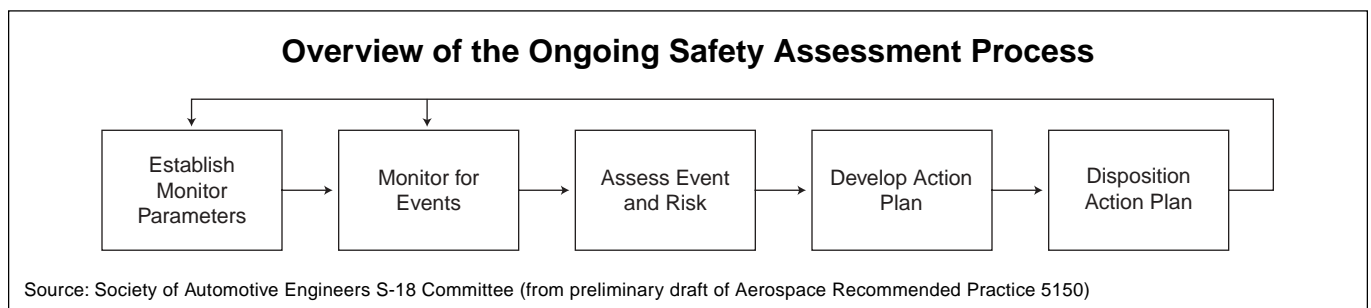 Overview of the Ongoing Safety Assessment Process
Establish
Monitor
Parameters
Monitor for
Events
Assess Event
and Risk
Develop Action
Plan
Disposition
Action Plan
Source: Society of Automotive Engineers S-18 Committee (from preliminary draft of Aerospace Recommended Practice 5150)